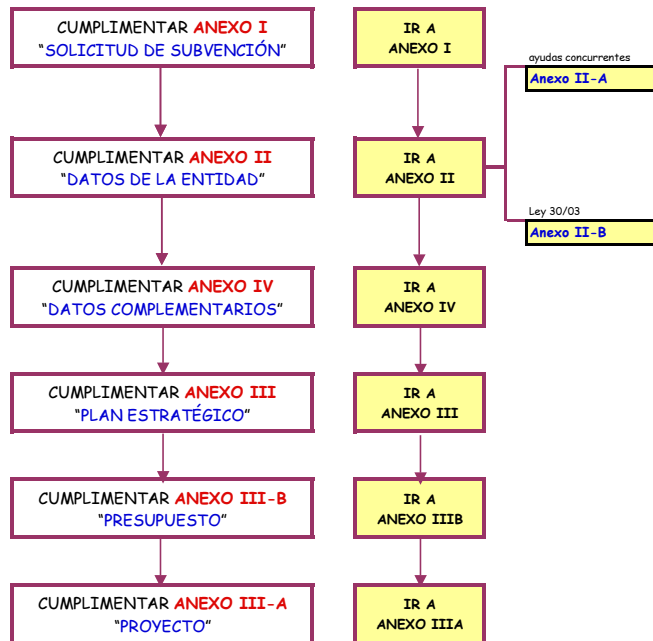 CUMPLIMENTAR ANEXO I
"SOLICITUD DE SUBVENCIÓN"
IR A
ANEXO I
ayudas concurrentes
Anexo II-A
CUMPLIMENTAR ANEXO II
"DATOS DE LA ENTIDAD"
IR A
ANEXO II
Ley 30/03
Anexo II-B
CUMPLIMENTAR ANEXO IV
"DATOS COMPLEMENTARIOS"
IR A
ANEXO IV
CUMPLIMENTAR ANEXO III
"PLAN ESTRATÉGICO"
IR A
ANEXO III
CUMPLIMENTAR ANEXO III-B
"PRESUPUESTO"
IR A
ANEXO IIIB
CUMPLIMENTAR ANEXO III-A
"PROYECTO"
IR A
ANEXO IIIA